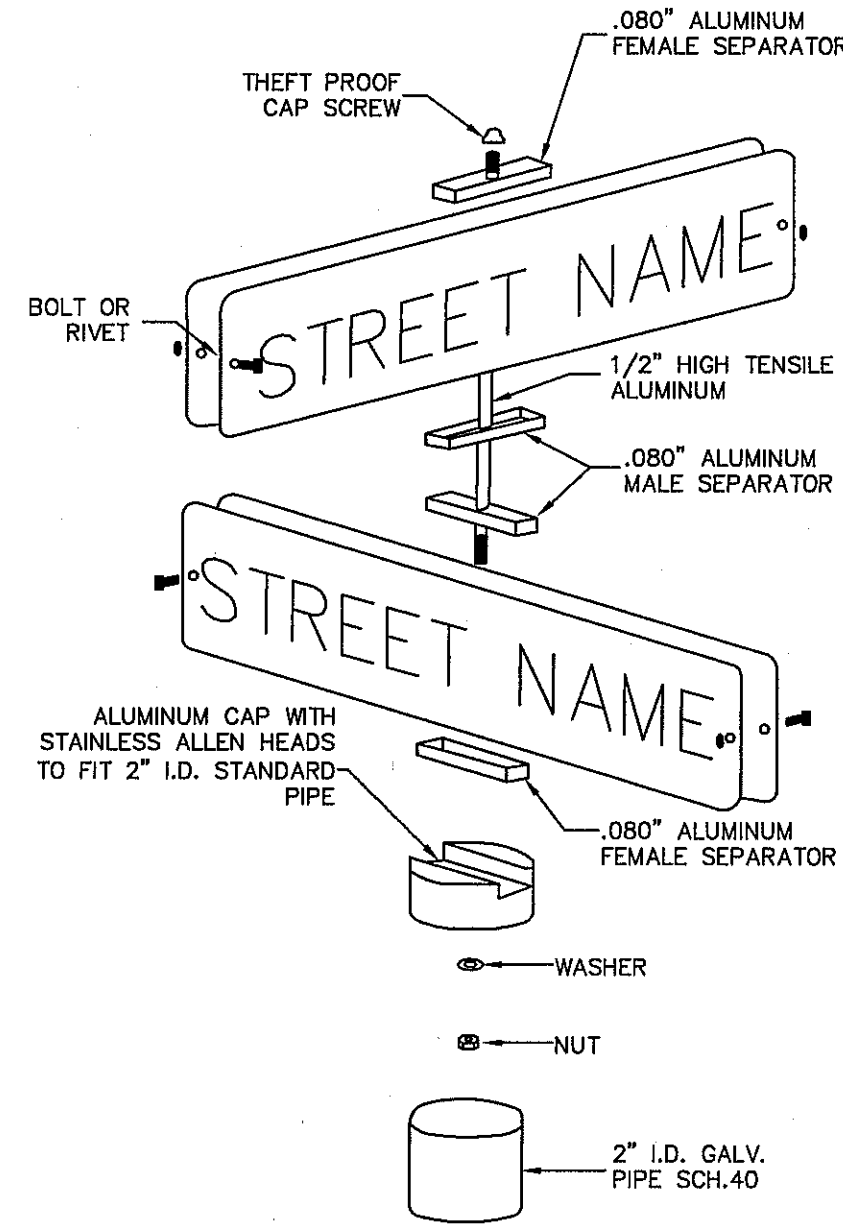 .080" ALUMINUM
FEMALE SEPARATOR
THEFT PROOF
CAP SCREW
STREET NAME
BOLT OR
RIVET
1/2" HIGH TENSILE
ALUMINUM
.080" ALUMINUM
MALE SEPARATOR
STREET NAME
ALUMINUM CAP WITH
STAINLESS ALLEN HEADS
TO FIT 2" I.D. STANDARD
PIPE
.080" ALUMINUM
FEMALE SEPARATOR
WASHER
NUT
2" I.D. GALV.
PIPE SCH.40